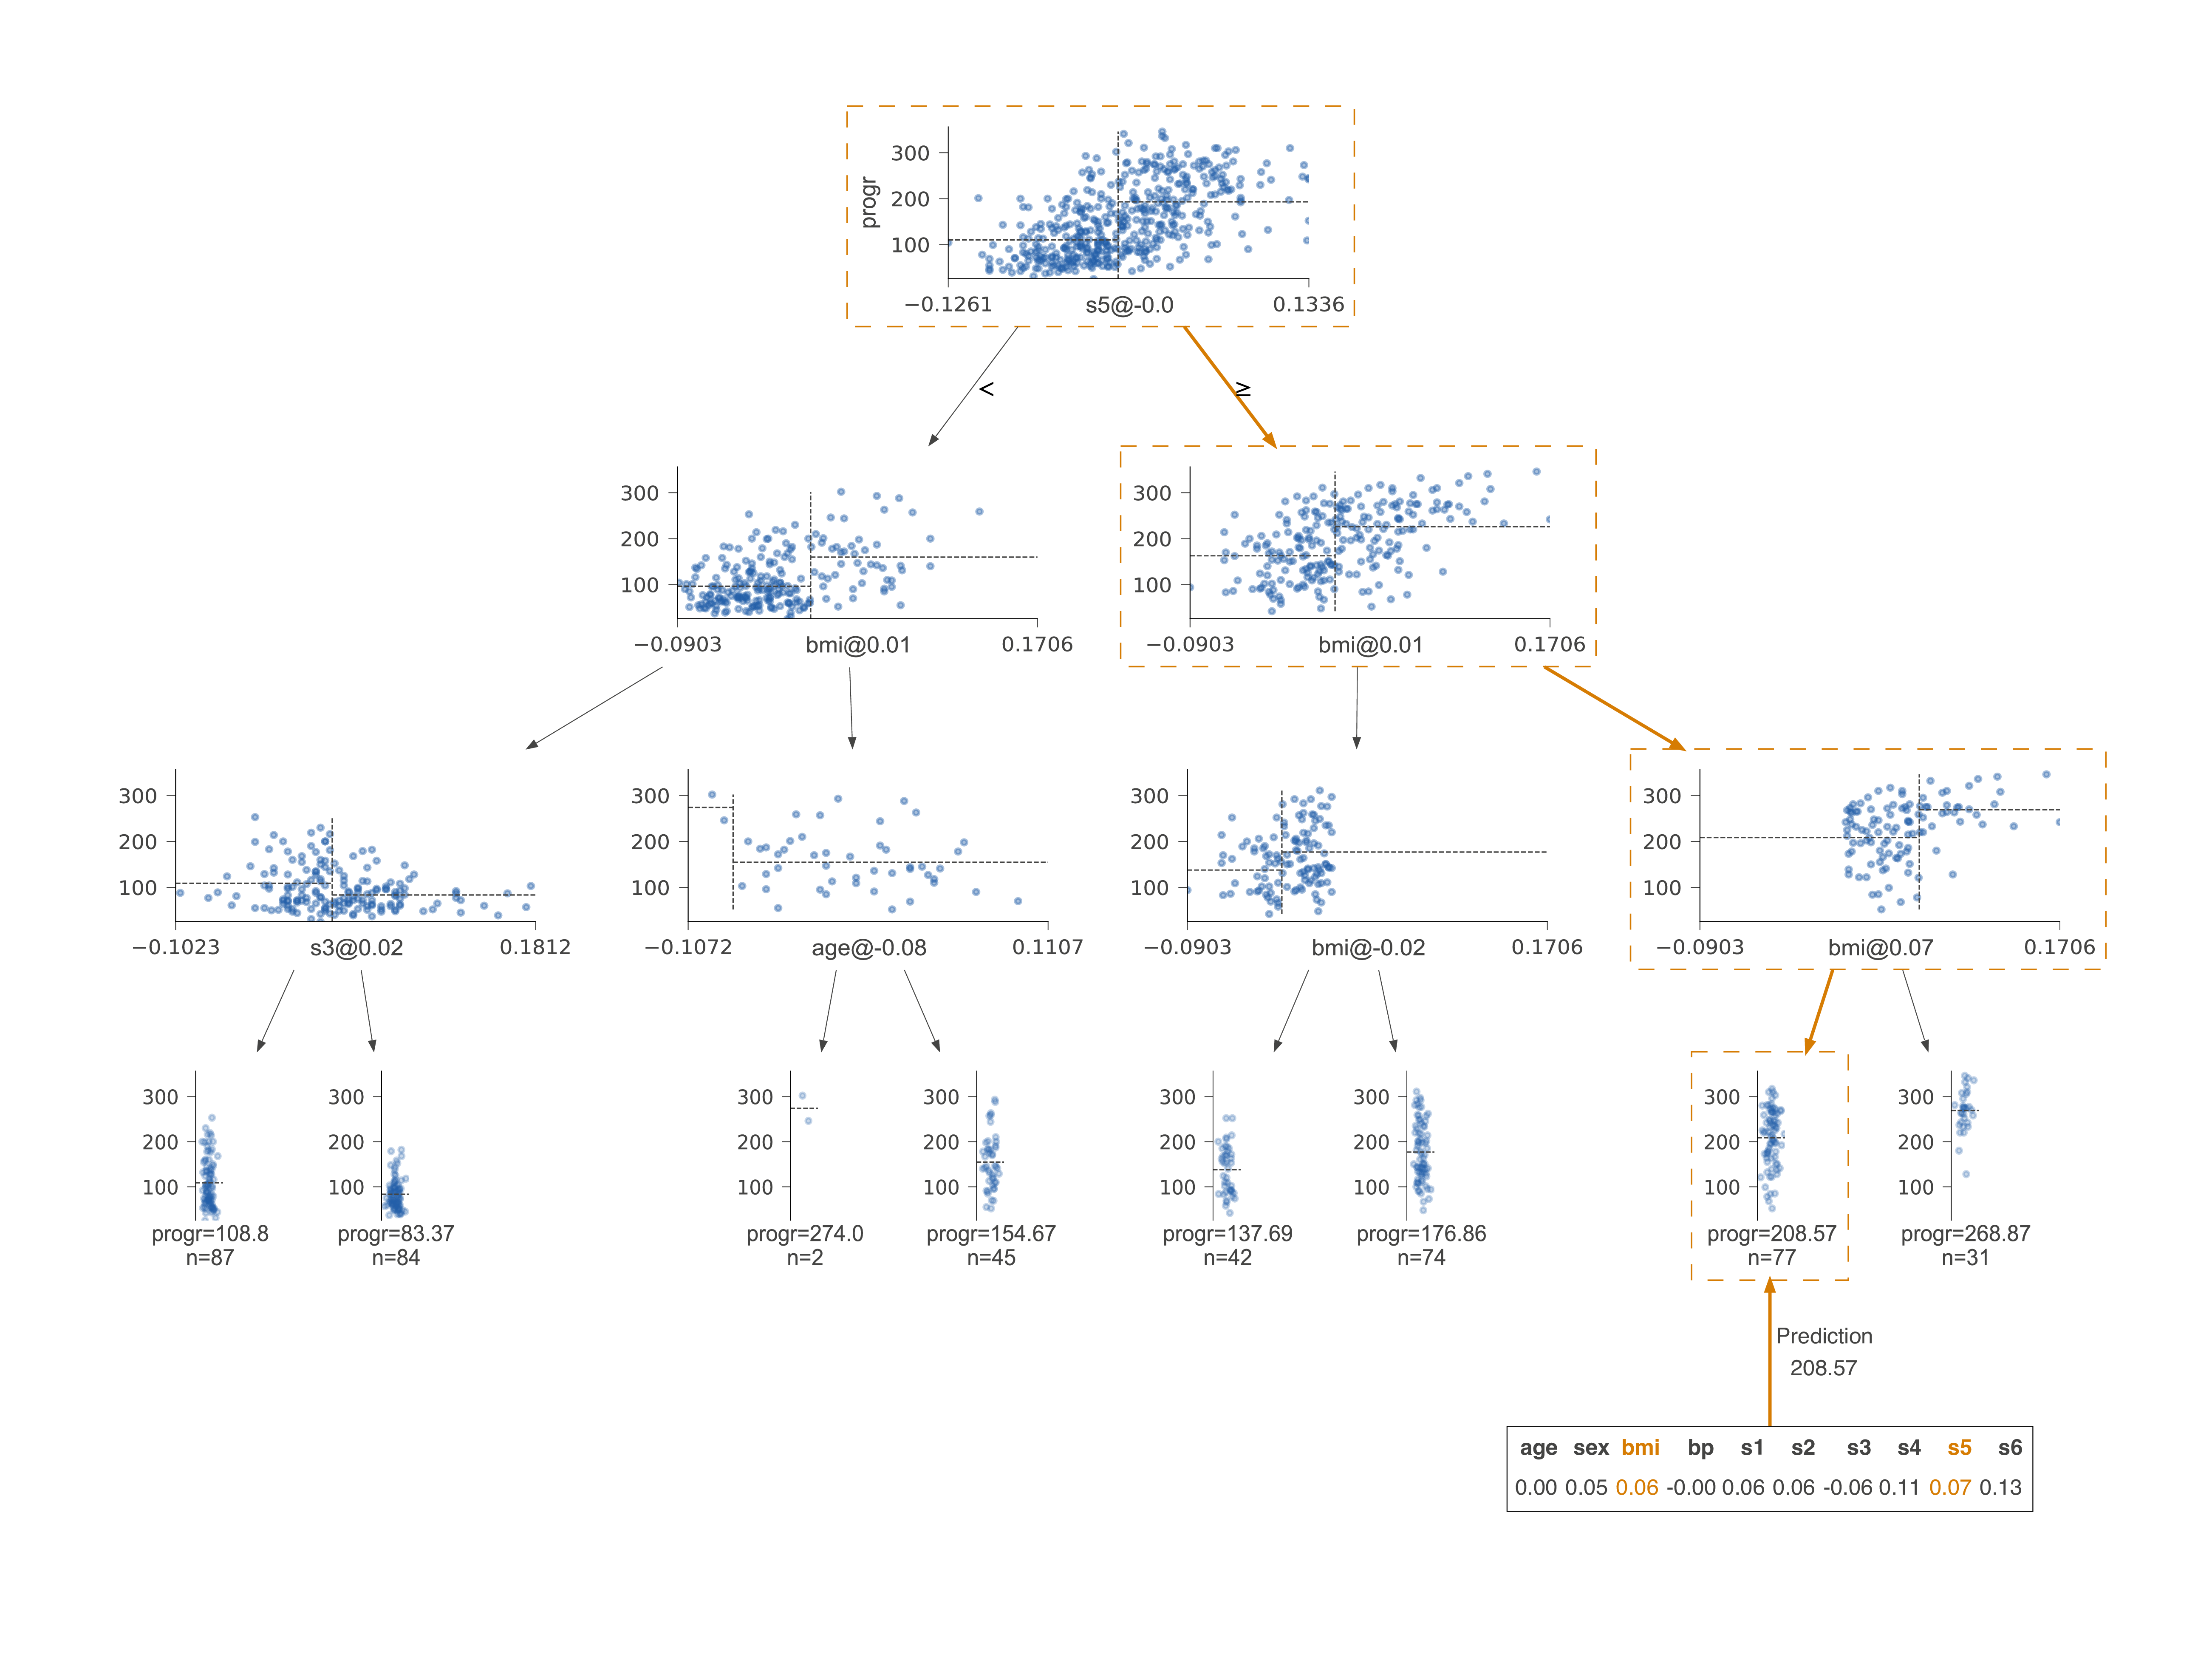 progr
300
200
100
−0.1261 s5@-0.0 0.1336
< ≥
300
200
100
−0.0903 bmi@0.01 0.1706
300
200
100
−0.0903 bmi@0.01 0.1706
300
200
100
−0.1023 s3@0.02 0.1812
300
200
100
−0.1072 age@-0.08 0.1107
300
200
100
−0.0903 bmi@-0.02 0.1706
300
200
100
−0.0903 bmi@0.07 0.1706
300
200
100
progr=108.8
n=87
300
200
100
progr=83.37
n=84
300
200
100
progr=274.0
n=2
300
200
100
progr=154.67
n=45
300
200
100
progr=137.69
n=42
300
200
100
progr=176.86
n=74
300
200
100
progr=208.57
n=77
300
200
100
progr=268.87
n=31
Prediction
208.57
age sex bmi bp s1 s2 s3 s4 s5 s6
0.00 0.05 0.06 -0.00 0.06 0.06 -0.06 0.11 0.07 0.13